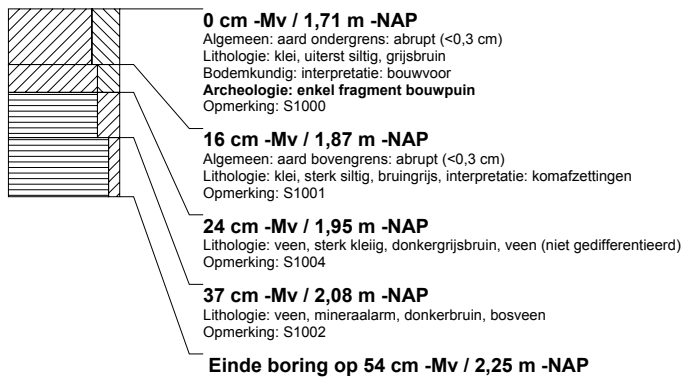 0 cm -Mv / 1,71 m -NAP
Algemeen: aard ondergrens: abrupt (<0,3 cm)
Lithologie: klei, uiterst siltig, grijsbruin
Bodemkundig: interpretatie: bouwvoor
Archeologie: enkel fragment bouwpuin
Opmerking: S1000
16 cm -Mv / 1,87 m -NAP
Algemeen: aard bovengrens: abrupt (<0,3 cm)
Lithologie: klei, sterk siltig, bruingrijs, interpretatie: komafzettingen
Opmerking: S1001
24 cm -Mv / 1,95 m -NAP
Lithologie: veen, sterk kleiig, donkergrijsbruin, veen (niet gedifferentieerd)
Opmerking: S1004
37 cm -Mv / 2,08 m -NAP
Lithologie: veen, mineraalarm, donkerbruin, bosveen
Opmerking: S1002
Einde boring op 54 cm -Mv / 2,25 m -NAP